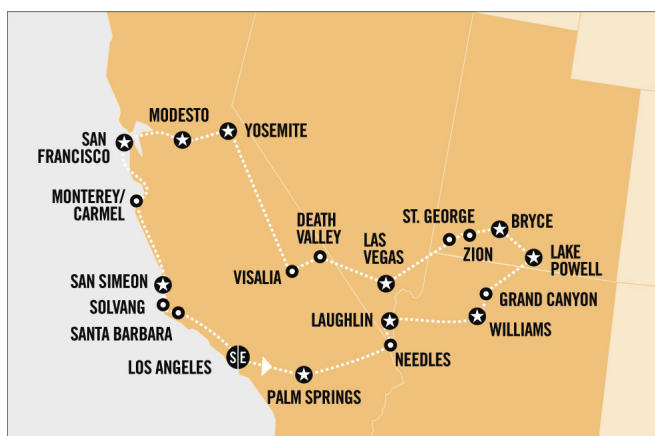 MODESTO
YOSEMITE
SAN
FRANCISCO
MONTEREY/
CARMEL
DEATH
VALLEY
LAS
VEGAS
ST. GEORGE
BRYCE
ZION
LAKE
POWELL
VISALIA
SAN SIMEON
SOLVANG
SANTA BARBARA
GRAND CANYON
LAUGHLIN
WILLIAMS
LOS ANGELES
S E
NEEDLES
PALM SPRINGS